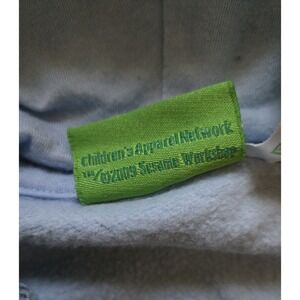 Children's Apparel Network
™/©2009 Sesame Workshop